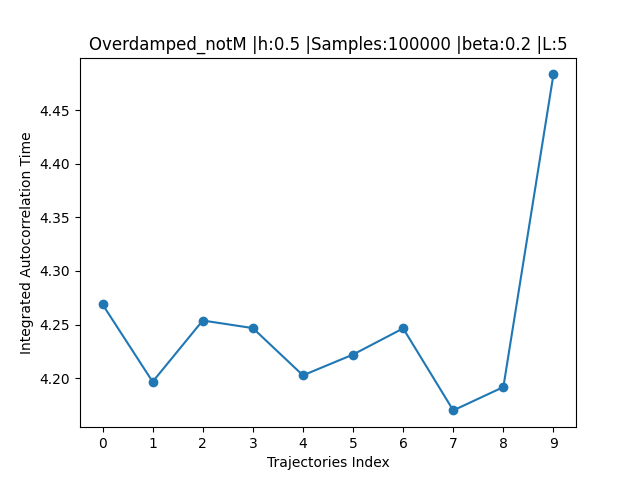 Overdamped_notM |h:0.5 |Samples:100000 |beta:0.2 |L:5
Integrated Autocorrelation Time
4.45
4.40
4.35
4.30
4.25
4.20
0 1 2 3 4 5 6 7 8 9
Trajectories Index